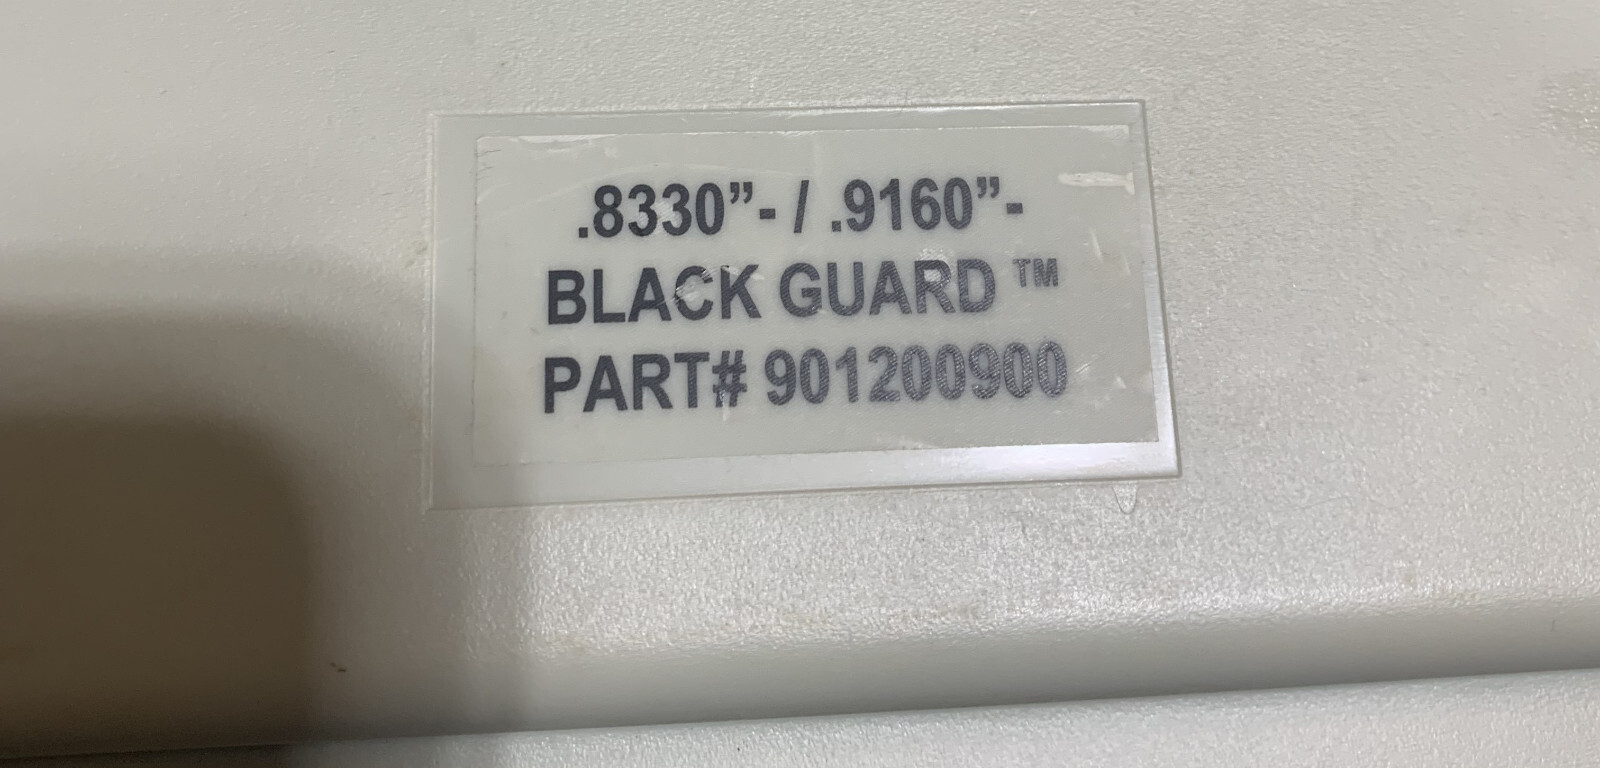 .8330”- / .9160”-
BLACK GUARD ™
PART# 901200900